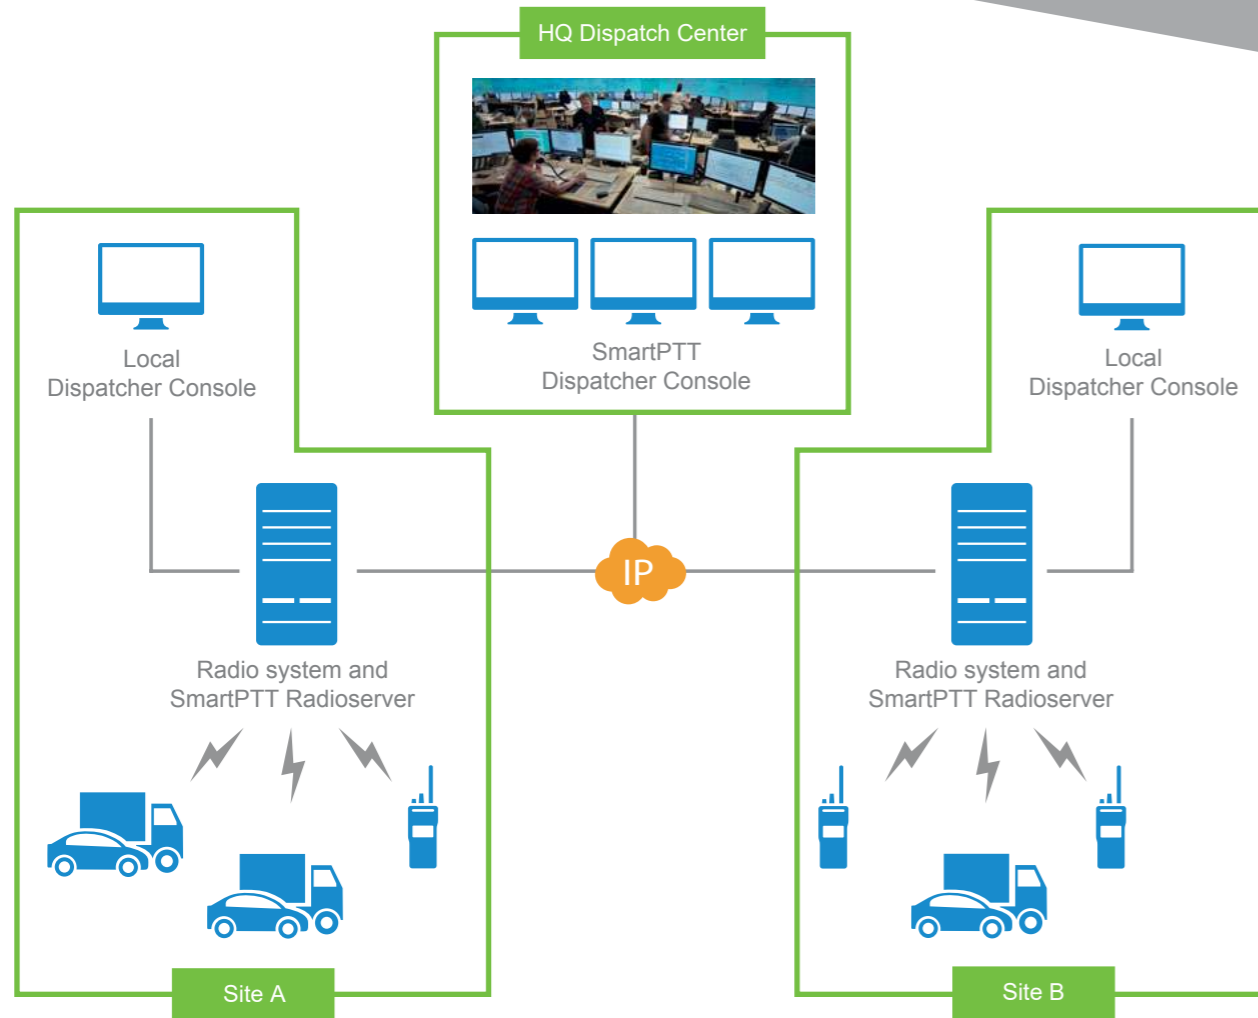 HQ Dispatch Center
SmartPTT
Dispatcher Console
Local
Dispatcher Console
Local
Dispatcher Console
IP
Radio system and
SmartPTT Radioserver
Radio system and
SmartPTT Radioserver
Site A
Site B